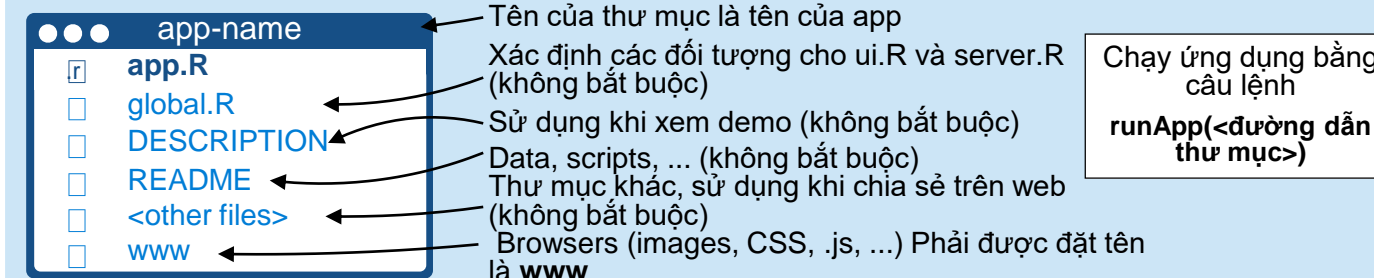 app-name
.r app.R
global.R
DESCRIPTION
README
<other files>
www
Tên của thư mục là tên của app
Xác định các đối tượng cho ui.R và server.R
(không bắt buộc)
Sử dụng khi xem demo (không bắt buộc)
Data, scripts, ... (không bắt buộc)
Thư mục khác, sử dụng khi chia sẻ trên web
(không bắt buộc)
Browsers (images, CSS, .js, ...) Phải được đặt tên
là www
Chạy ứng dụng bằng
câu lệnh
runApp(<đường dẫn
thư mục>)